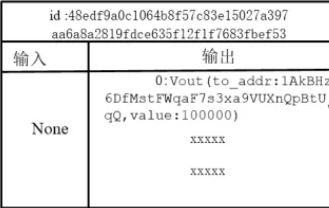 id :48edf9a0c1064b8f57c83e15027a397
aa6a8a2819fdce635f12f1f7683fbef53
输入
输出
0:Vout(to_addr:1AkBHz
6DfMstFWqaF7s3xa9VUXnQpBtU
qQ,value:100000)
None
xxxxx
xxxxx